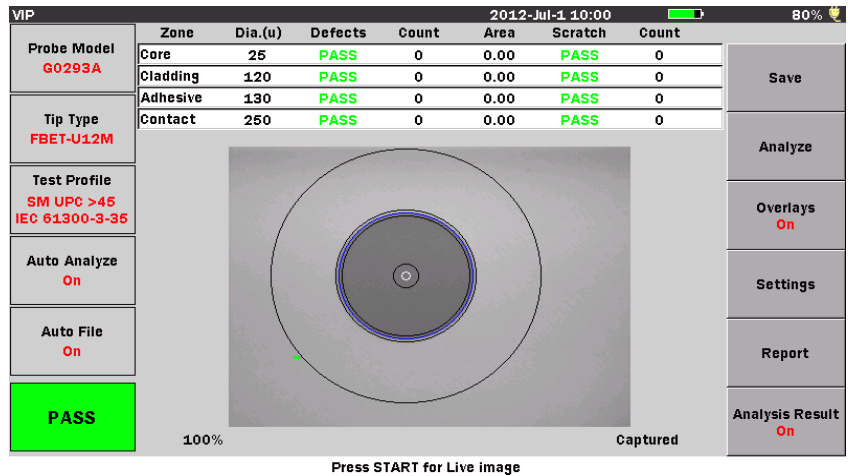 VIP 2012-Jul-1 10:00 80%
Probe Model
G0293A
Tip Type
FBET-U12M
Test Profile
SM UPC >45
IEC 61300-3-35
Auto Analyze
On
Auto File
On
PASS
Zone Dia.(u) Defects Count Area Scratch Count
Core 25 PASS 0 0.00 PASS 0
Cladding 120 PASS 0 0.00 PASS 0
Adhesive 130 PASS 0 0.00 PASS 0
Contact 250 PASS 0 0.00 PASS 0
100% Captured
Save
Analyze
Overlays
On
Settings
Report
Analysis Result
On
Press START for Live image